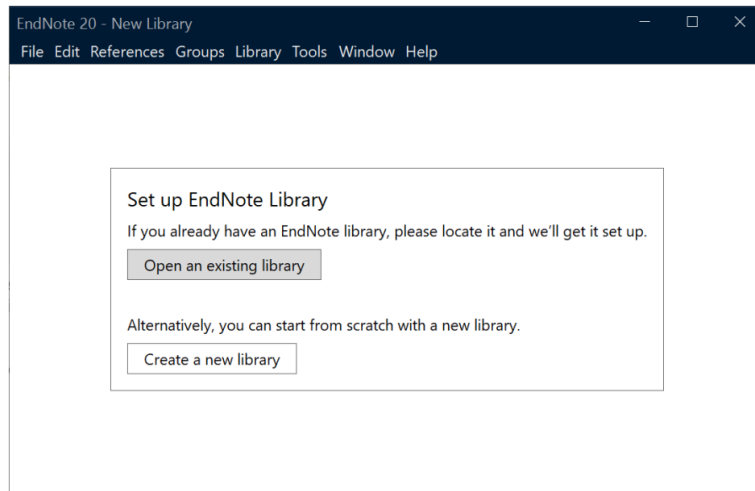 EndNote 20 - New Library
File Edit References Groups Library Tools Window Help
Set up EndNote Library
If you already have an EndNote library, please locate it and we’ll get it set up.
Open an existing library
Alternatively, you can start from scratch with a new library.
Create a new library